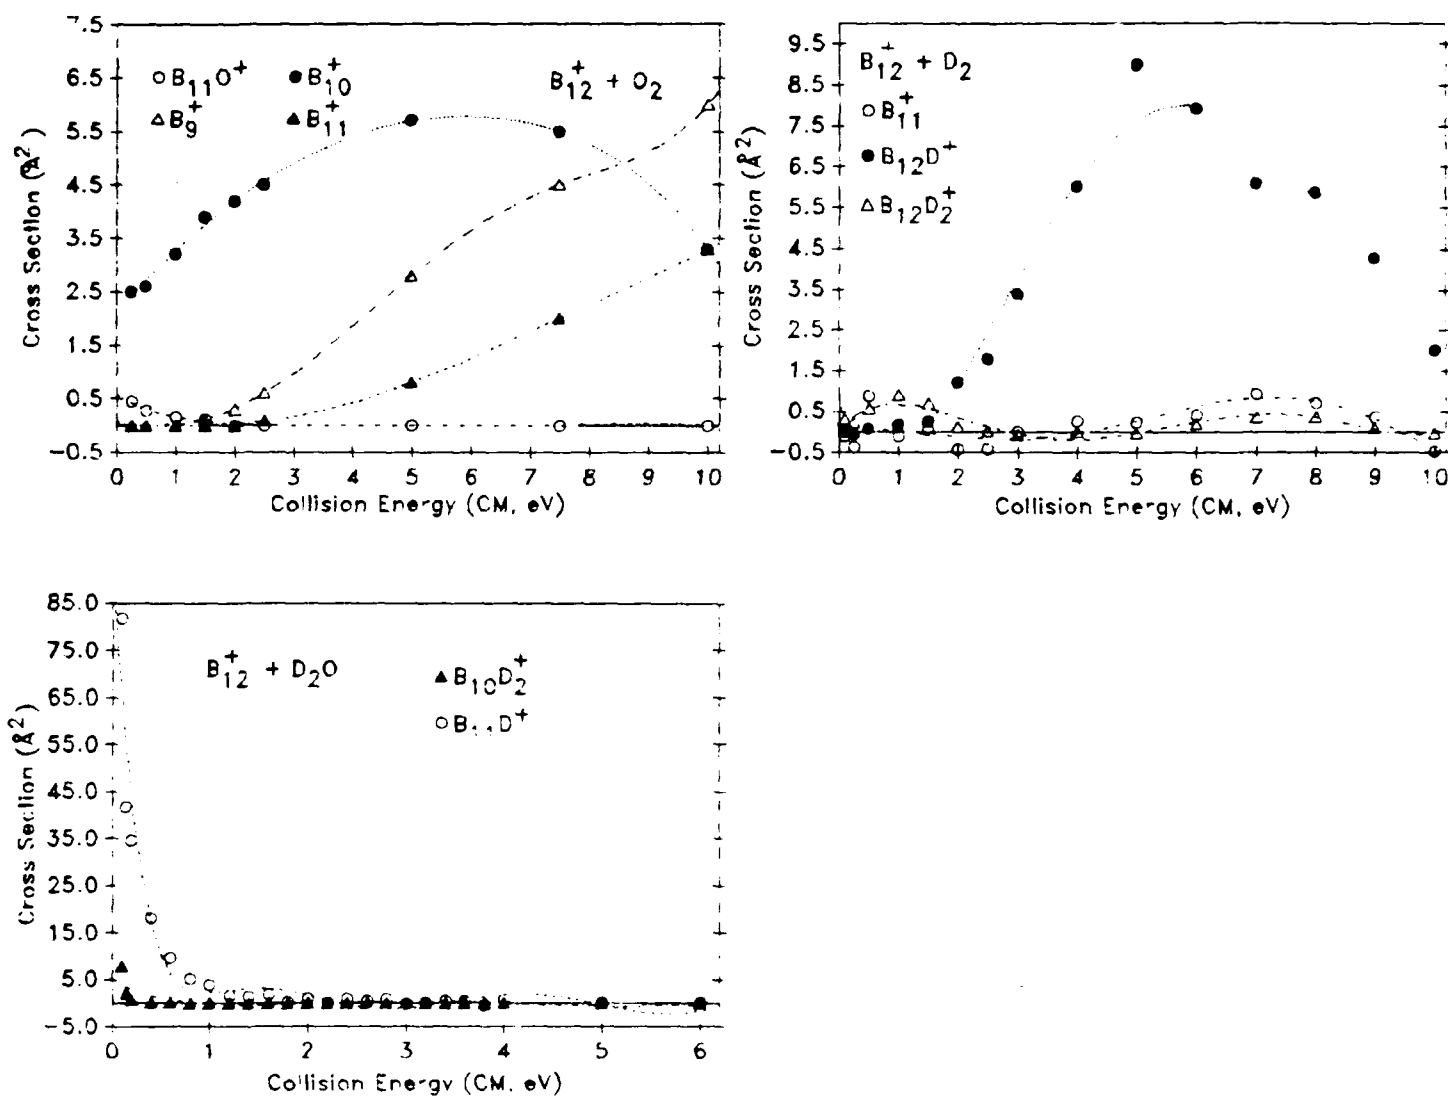 7.5
6.5
5.5
4.5
3.5
2.5
1.5
0.5
−0.5
Cross Section (Å²)
○ B₁₁O⁺ ● B₁₀⁺
△ B₉⁺ ▲ B₁₁⁺
B₁₂⁺ + O₂
0 1 2 3 4 5 6 7 8 9 10
Collision Energy (CM, eV)
9.5
8.5
7.5
6.5
5.5
4.5
3.5
2.5
1.5
0.5
−0.5
Cross Section (Å²)
B₁₂⁺ + D₂
○ B₁₁⁺
● B₁₂D⁺
△ B₁₂D₂⁺
0 1 2 3 4 5 6 7 8 9 10
Collision Energy (CM, eV)
85.0
75.0
65.0
55.0
45.0
35.0
25.0
15.0
5.0
−5.0
Cross Section (Å²)
B₁₂⁺ + D₂O
▲ B₁₀D₂⁺
○ B₁₁D⁺
0 1 2 3 4 5 6
Collision Energy (CM, eV)